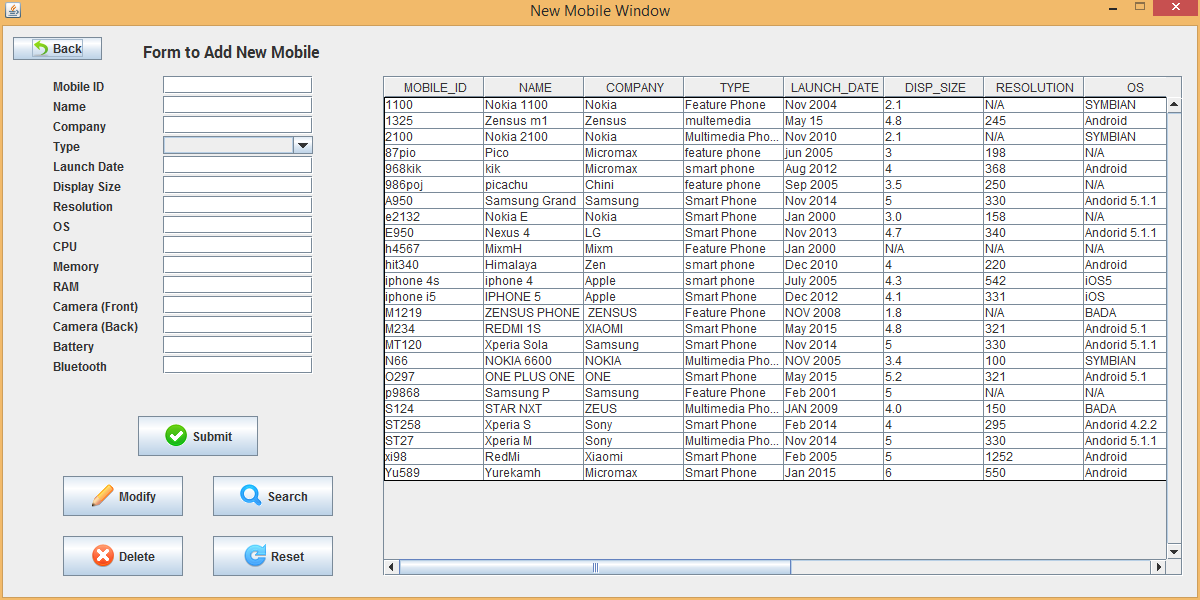 New Mobile Window
Back
Form to Add New Mobile
Mobile ID
Name
Company
Type
Launch Date
Display Size
Resolution
OS
CPU
Memory
RAM
Camera (Front)
Camera (Back)
Battery
Bluetooth
Submit
Modify Search
Delete Reset
MOBILE_ID NAME COMPANY TYPE LAUNCH_DATE DISP_SIZE RESOLUTION OS
1100 Nokia 1100 Nokia Feature Phone Nov 2004 2.1 N/A SYMBIAN
1325 Zensus m1 Zensus multemedia May 15 4.8 245 Android
2100 Nokia 2100 Nokia Multimedia Pho... Nov 2010 2.1 N/A SYMBIAN
87pio Pico Micromax feature phone jun 2005 3 198 N/A
968kik kik Micromax smart phone Aug 2012 4 368 Android
986poj picachu Chini feature phone Sep 2005 3.5 250 N/A
A950 Samsung Grand Samsung Smart Phone Nov 2014 5 330 Andorid 5.1.1
e2132 Nokia E Nokia Smart Phone Jan 2000 3.0 158 N/A
E950 Nexus 4 LG Smart Phone Nov 2013 4.7 340 Andorid 5.1.1
h4567 MixmH Mixm Feature Phone Jan 2000 N/A N/A N/A
hit340 Himalaya Zen smart phone Dec 2010 4 220 Android
iphone 4s iphone 4 Apple smart phone July 2005 4.3 542 iOS5
iphone i5 IPHONE 5 Apple Smart Phone Dec 2012 4.1 331 iOS
M1219 ZENSUS PHONE ZENSUS Feature Phone NOV 2008 1.8 N/A BADA
M234 REDMI 1S XIAOMI Smart Phone May 2015 4.8 321 Android 5.1
MT120 Xperia Sola Samsung Smart Phone Nov 2014 5 330 Andorid 5.1.1
N66 NOKIA 6600 NOKIA Multimedia Pho... NOV 2005 3.4 100 SYMBIAN
O297 ONE PLUS ONE ONE Smart Phone May 2015 5.2 321 Android 5.1
p9868 Samsung P Samsung Feature Phone Feb 2001 5 N/A N/A
S124 STAR NXT ZEUS Multimedia Pho... JAN 2009 4.0 150 BADA
ST258 Xperia S Sony Smart Phone Feb 2014 4 295 Andorid 4.2.2
ST27 Xperia M Sony Multimedia Pho... Nov 2014 5 330 Andorid 5.1.1
xi98 RedMi Xiaomi Smart Phone Feb 2005 5 1252 Android
Yu589 Yurekamh Micromax Smart Phone Jan 2015 6 550 Android